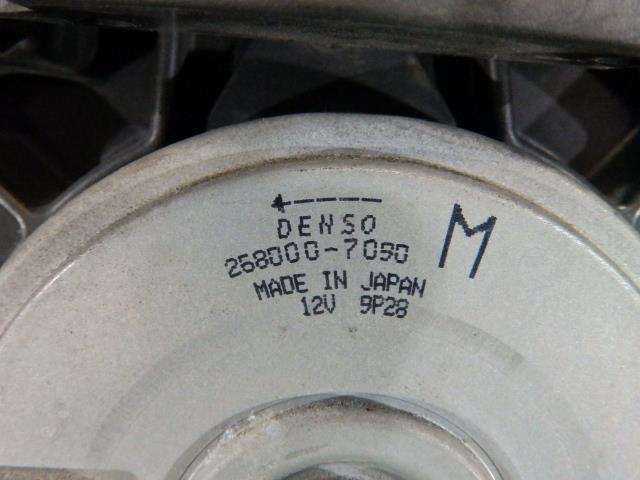 DENSO
268000-7090
MADE IN JAPAN
12V 9P28
M